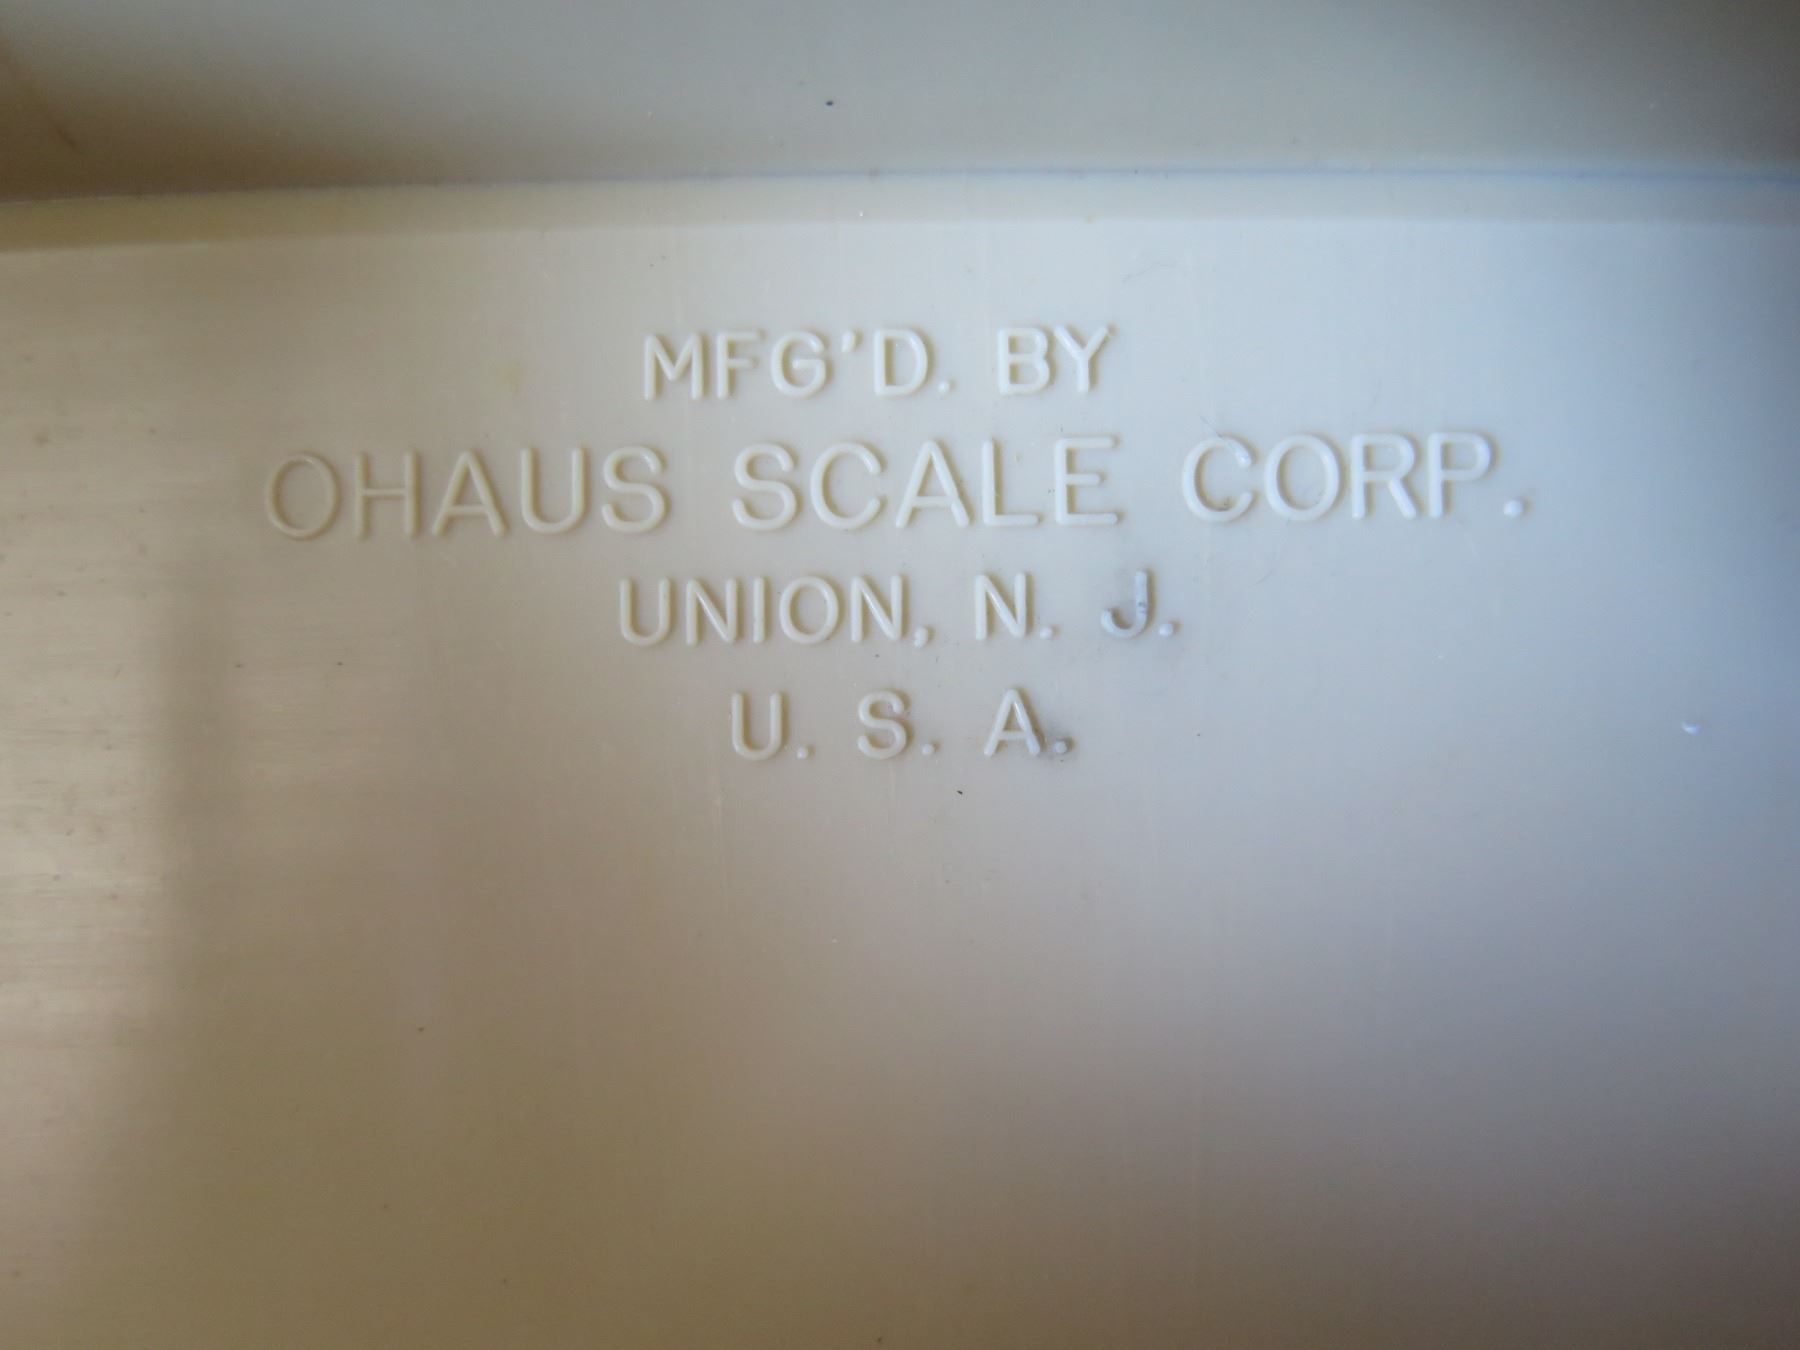 MFG'D. BY
OHAUS SCALE CORP.
UNION, N. J.
U. S. A.